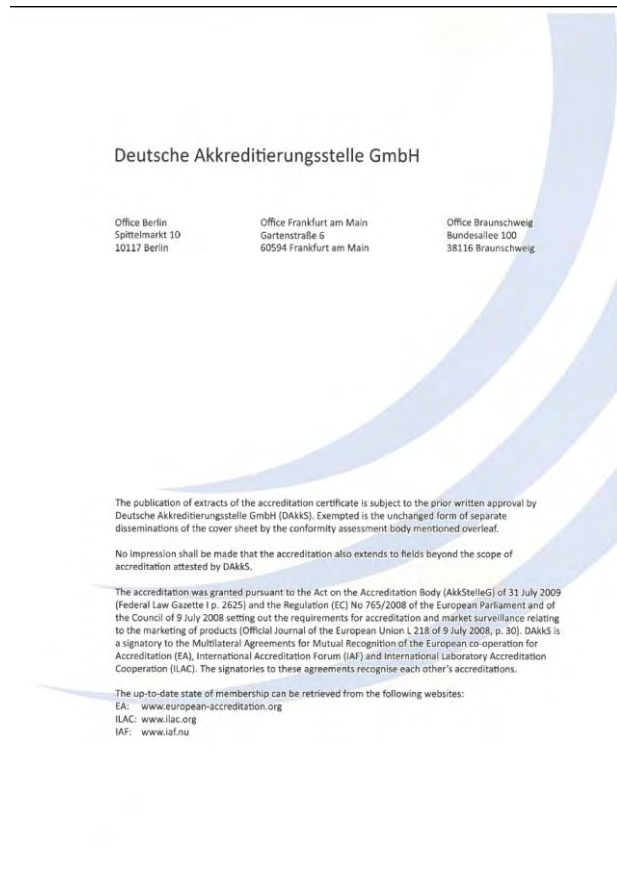 Deutsche Akkreditierungsstelle GmbH
Office Berlin
Spittelmarkt 10
10117 Berlin
Office Frankfurt am Main
Gartenstraße 6
60594 Frankfurt am Main
Office Braunschweig
Bundesallee 100
38116 Braunschweig
The publication of extracts of the accreditation certificate is subject to the prior written approval by
Deutsche Akkreditierungsstelle GmbH (DAkkS). Exempted is the unchanged form of separate
disseminations of the cover sheet by the conformity assessment body mentioned overleaf.
No impression shall be made that the accreditation also extends to fields beyond the scope of
accreditation attested by DAkkS.
The accreditation was granted pursuant to the Act on the Accreditation Body (AkkStelleG) of 31 July 2009
(Federal Law Gazette I p. 2625) and the Regulation (EC) No 765/2008 of the European Parliament and of
the Council of 9 July 2008 setting out the requirements for accreditation and market surveillance relating
to the marketing of products (Official Journal of the European Union L 218 of 9 July 2008, p. 30). DAkkS is
a signatory to the Multilateral Agreements for Mutual Recognition of the European co-operation for
Accreditation (EA), International Accreditation Forum (IAF) and International Laboratory Accreditation
Cooperation (ILAC). The signatories to these agreements recognise each other's accreditations.
The up-to-date state of membership can be retrieved from the following websites:
EA: www.european-accreditation.org
ILAC: www.ilac.org
IAF: www.iaf.nu